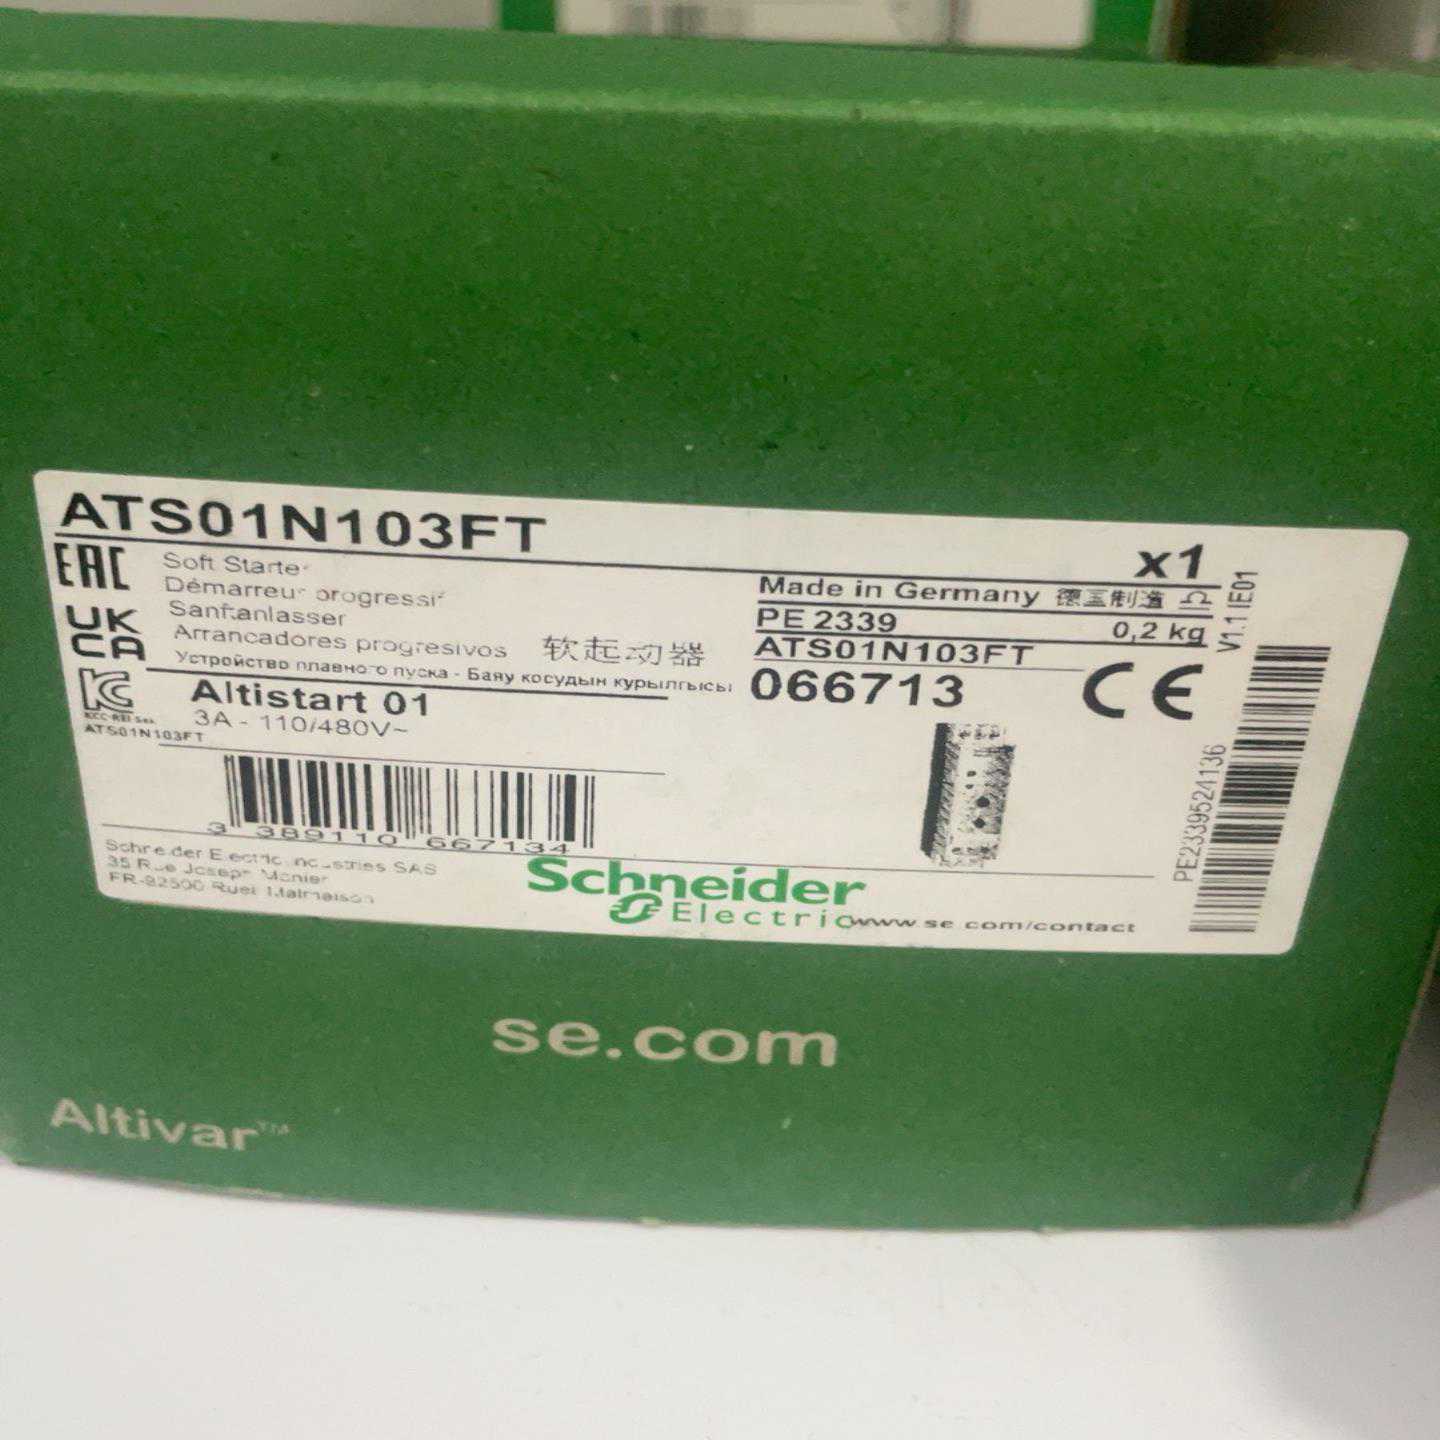 ATS01N103FT
x1
EAC
UK
CA
Soft Starter
Démarreur progressif
Sanftanlasser
Arrancadores progresivos 软起动器
Устройство плавного пуска - Баяу косудын курылгысы
Made in Germany 德国制造
PE 2339
0,2 kg
ATS01N103FT
066713
CE
V1.1 IE01
Altistart 01
3A - 110/480V~
ATS01N103FT
3 389110 667134
PE2339524136
Schneider Electric Industries SAS
35 Rue Joseph Monier
FR-92500 Rueil Malmaison
Schneider
Electric
www.se.com/contact
se.com
Altivar™